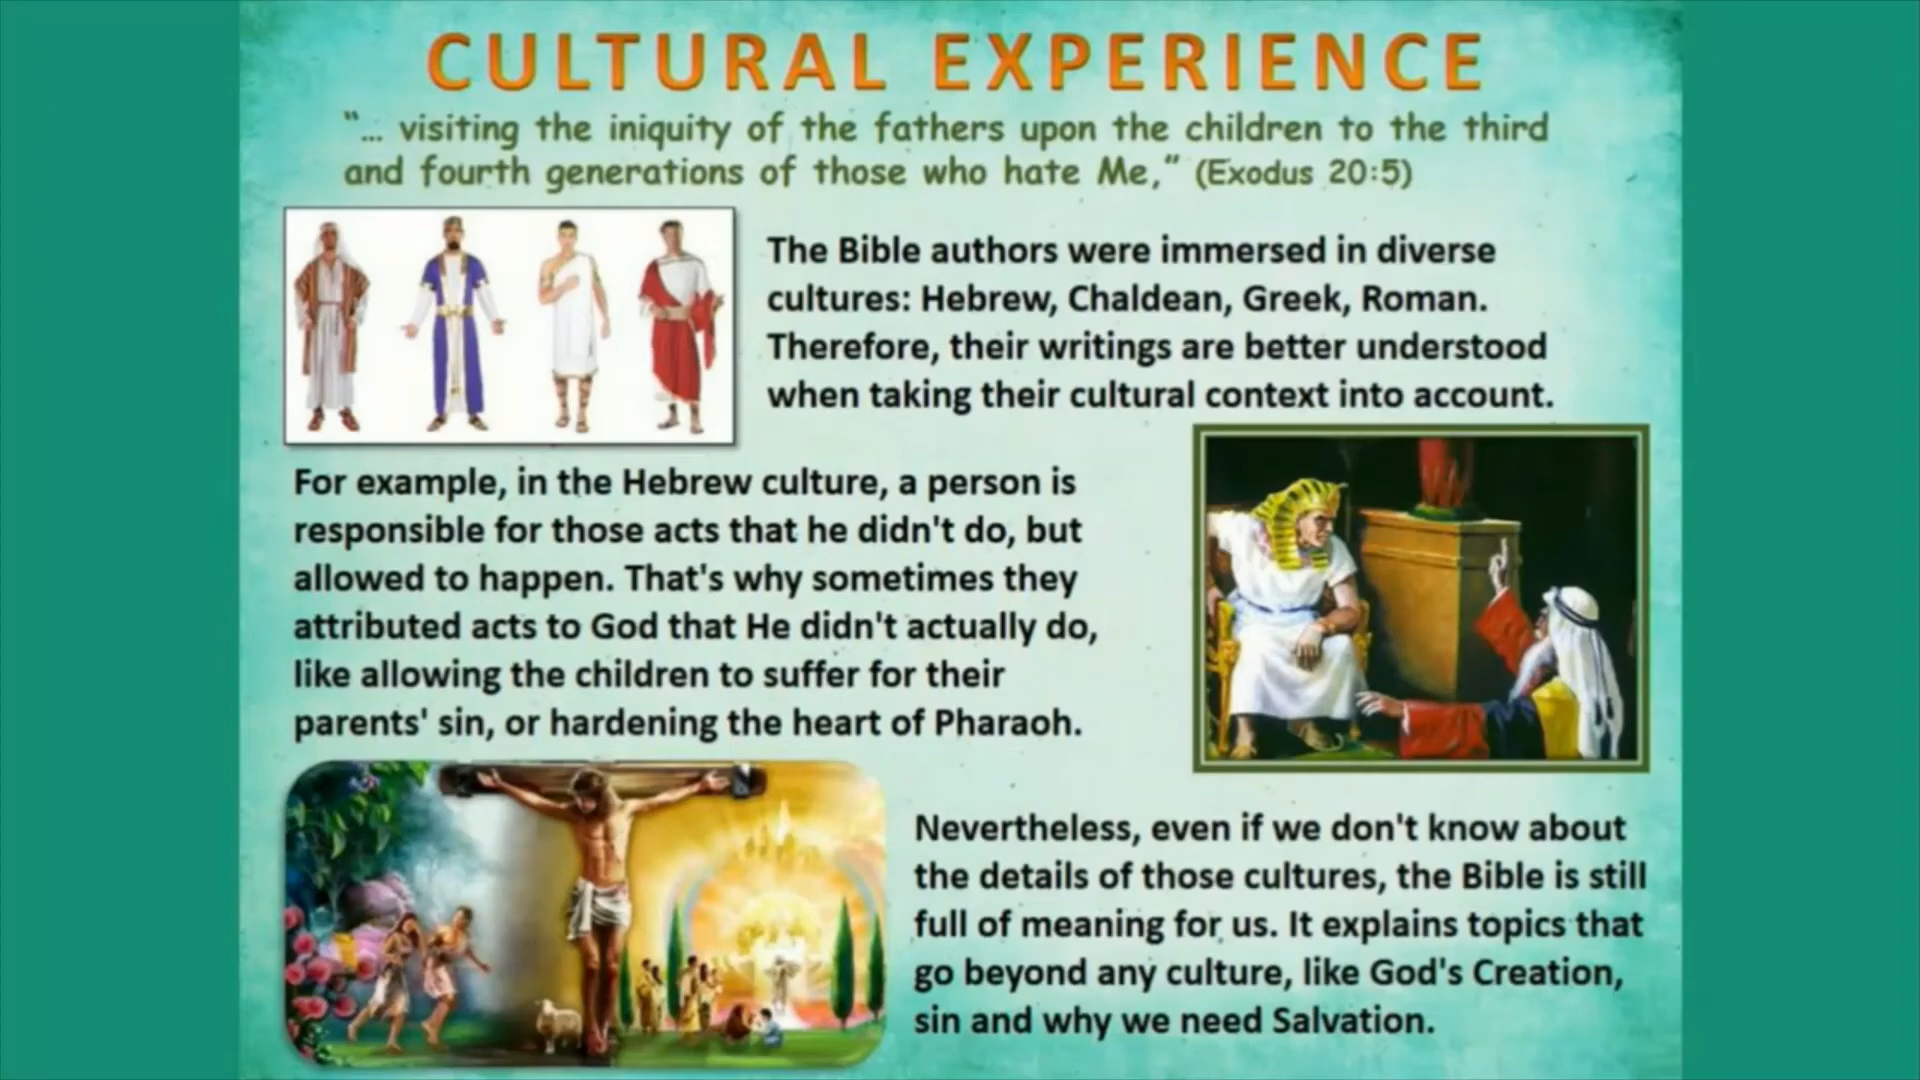 CULTURAL EXPERIENCE
“… visiting the iniquity of the fathers upon the children to the third
and fourth generations of those who hate Me,” (Exodus 20:5)
The Bible authors were immersed in diverse
cultures: Hebrew, Chaldean, Greek, Roman.
Therefore, their writings are better understood
when taking their cultural context into account.
For example, in the Hebrew culture, a person is
responsible for those acts that he didn't do, but
allowed to happen. That's why sometimes they
attributed acts to God that He didn't actually do,
like allowing the children to suffer for their
parents' sin, or hardening the heart of Pharaoh.
Nevertheless, even if we don't know about
the details of those cultures, the Bible is still
full of meaning for us. It explains topics that
go beyond any culture, like God's Creation,
sin and why we need Salvation.